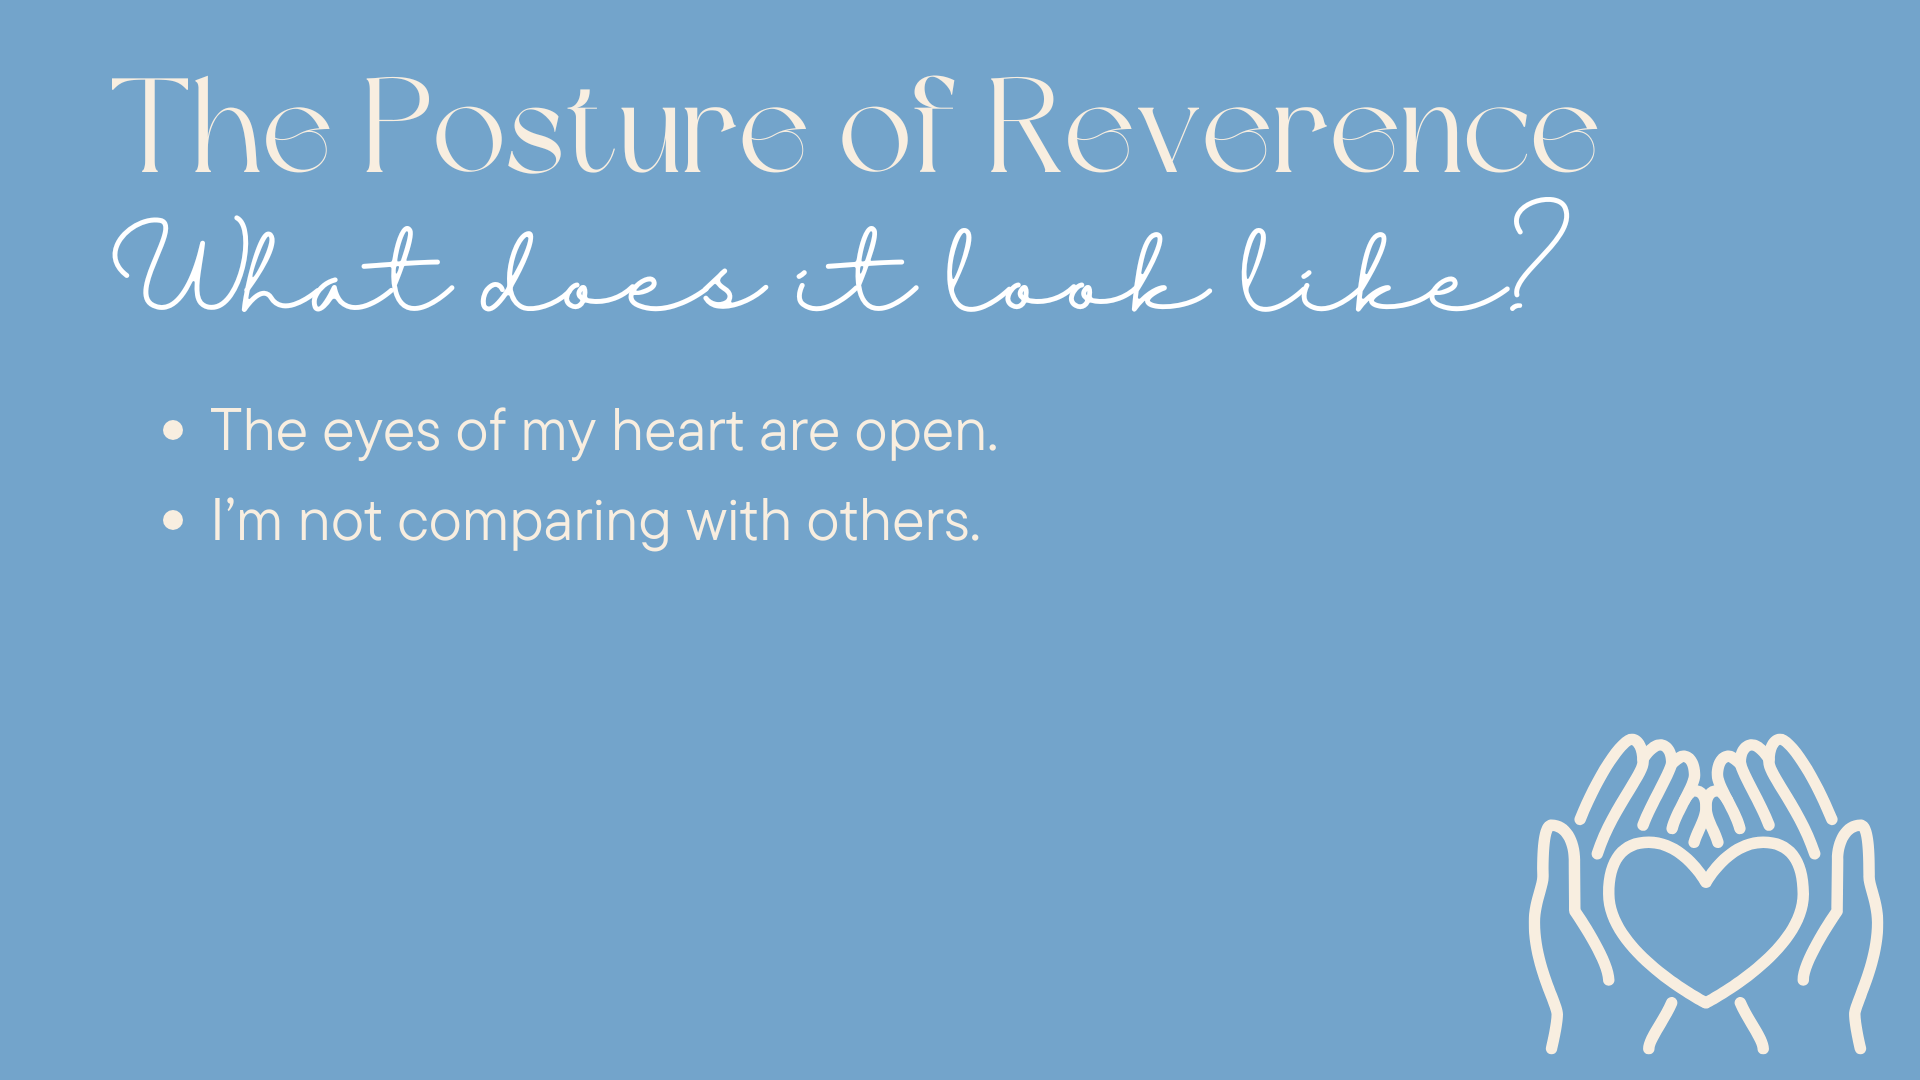 The Posture of Reverence
What does it look like?
• The eyes of my heart are open.
• I’m not comparing with others.